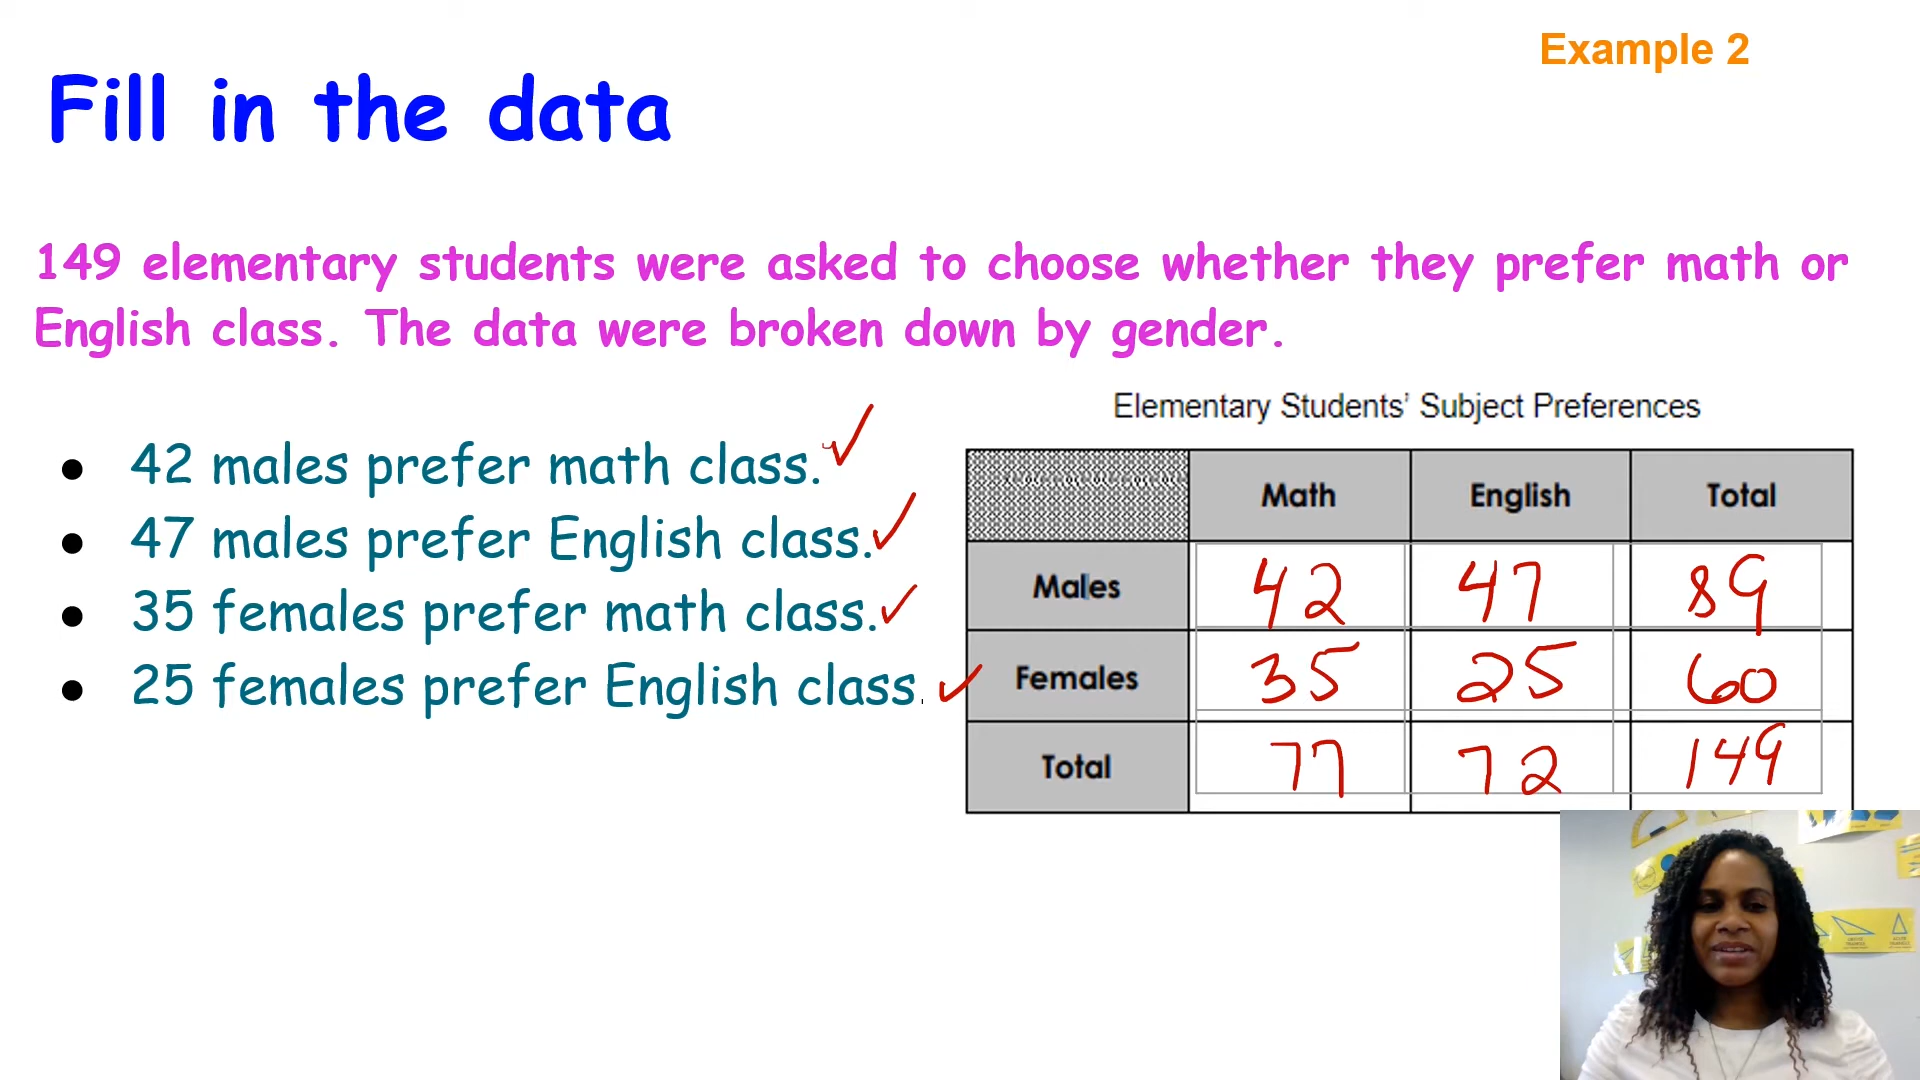 Example 2
Fill in the data
149 elementary students were asked to choose whether they prefer math or
English class. The data were broken down by gender.
● 42 males prefer math class.
● 47 males prefer English class.
● 35 females prefer math class.
● 25 females prefer English class.
Elementary Students’ Subject Preferences
Math English Total
Males 42 47 89
Females 35 25 60
Total 77 72 149